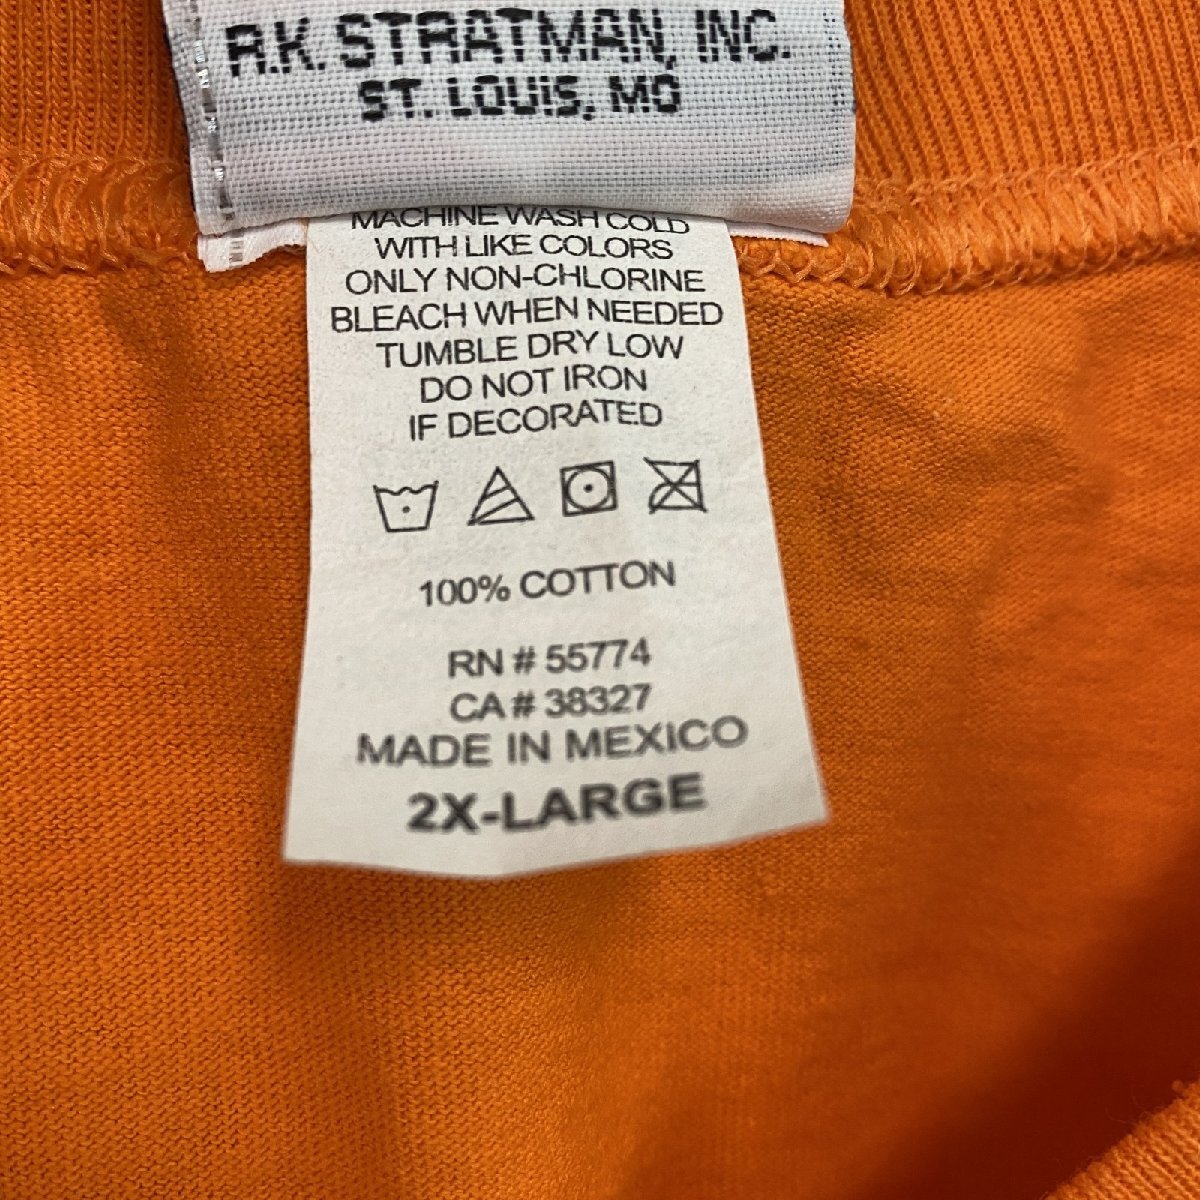 R.K. STRATMAN, INC.
ST. LOUIS, MO
MACHINE WASH COLD
WITH LIKE COLORS
ONLY NON-CHLORINE
BLEACH WHEN NEEDED
TUMBLE DRY LOW
DO NOT IRON
IF DECORATED
100% COTTON
RN # 55774
CA # 38327
MADE IN MEXICO
2X-LARGE